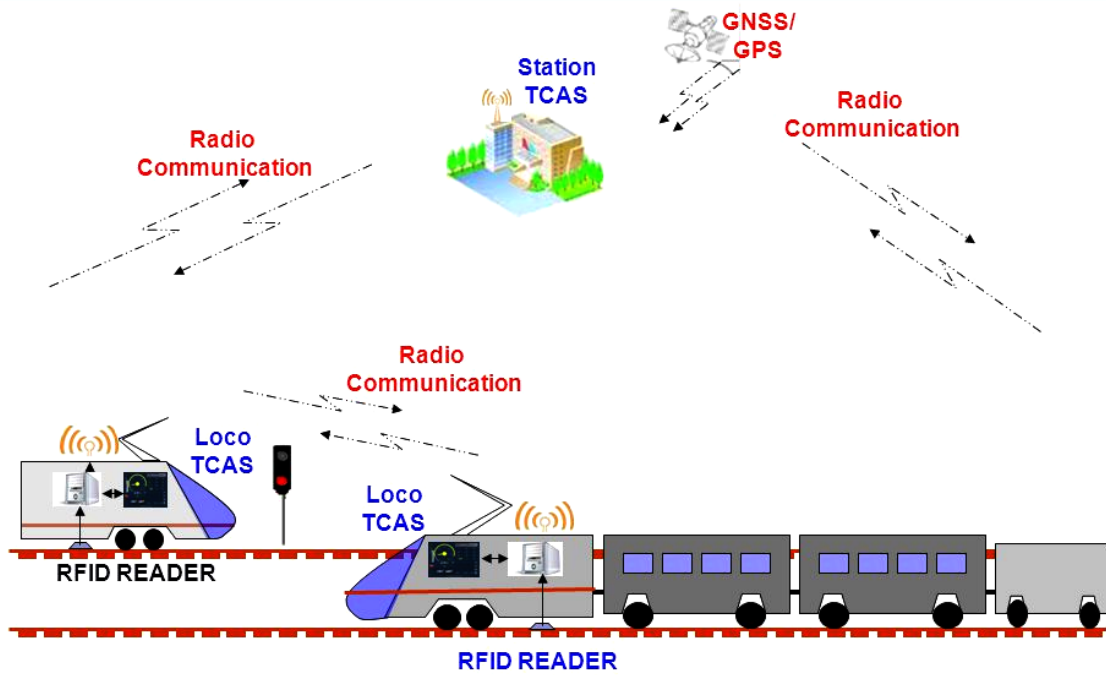 GNSS/
GPS
Station
TCAS
Radio
Communication
Radio
Communication
Radio
Communication
Loco
TCAS
Loco
TCAS
RFID READER
RFID READER